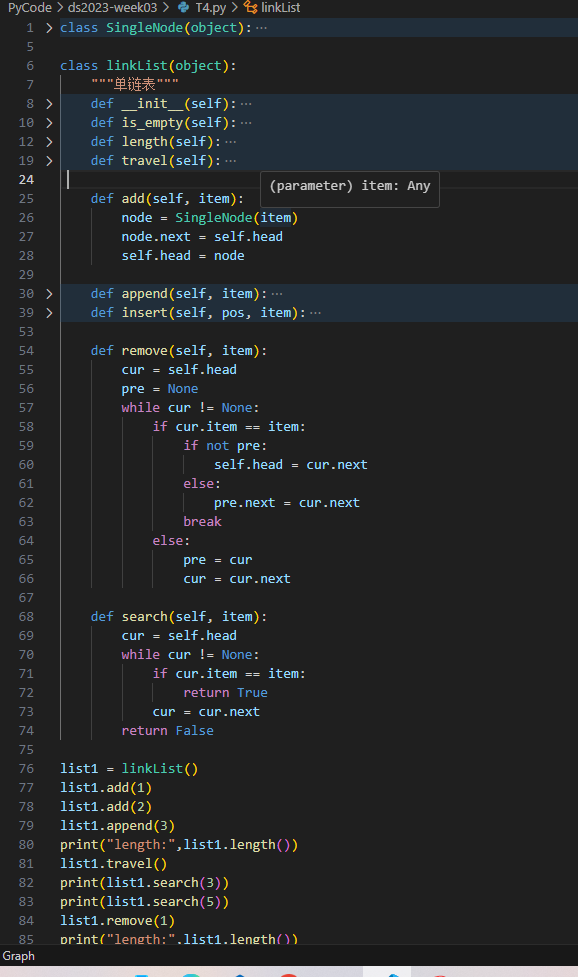 PyCode > ds2023-week03 > T4.py > linkList
1 > class SingleNode(object): ···
5
6 class linkList(object):
7     """单链表"""
8 >     def __init__(self): ···
10 >     def is_empty(self): ···
12 >     def length(self): ···
19 >     def travel(self): ···
24
(parameter) item: Any
25     def add(self, item):
26         node = SingleNode(item)
27         node.next = self.head
28         self.head = node
29
30 >     def append(self, item): ···
39 >     def insert(self, pos, item): ···
53
54     def remove(self, item):
55         cur = self.head
56         pre = None
57         while cur != None:
58             if cur.item == item:
59                 if not pre:
60                     self.head = cur.next
61                 else:
62                     pre.next = cur.next
63                 break
64             else:
65                 pre = cur
66                 cur = cur.next
67
68     def search(self, item):
69         cur = self.head
70         while cur != None:
71             if cur.item == item:
72                 return True
73             cur = cur.next
74         return False
75
76 list1 = linkList()
77 list1.add(1)
78 list1.add(2)
79 list1.append(3)
80 print("length:",list1.length())
81 list1.travel()
82 print(list1.search(3))
83 print(list1.search(5))
84 list1.remove(1)
85 print("length:",list1.length())
Graph